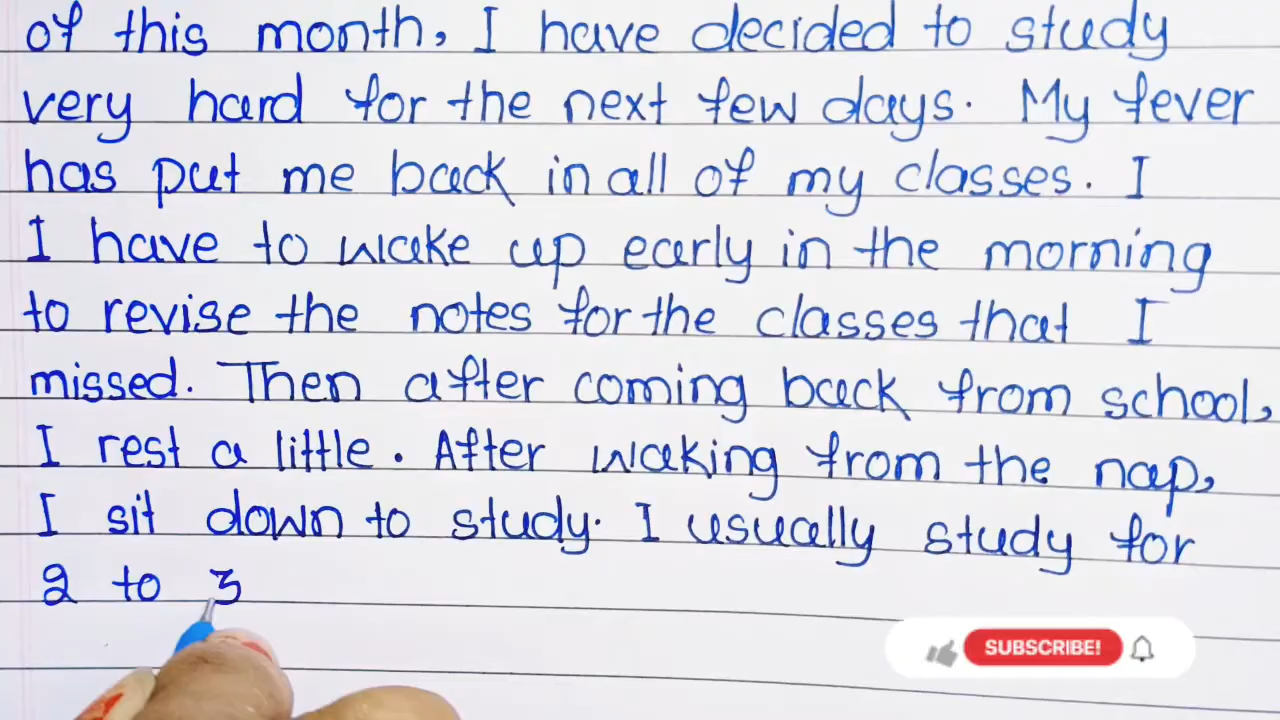 of this month, I have decided to study
very hard for the next few days. My fever
has put me back in all of my classes. I
I have to wake up early in the morning
to revise the notes for the classes that I
missed. Then after coming back from school,
I rest a little. After waking from the nap,
I sit down to study. I usually study for
2 to 3
SUBSCRIBE!